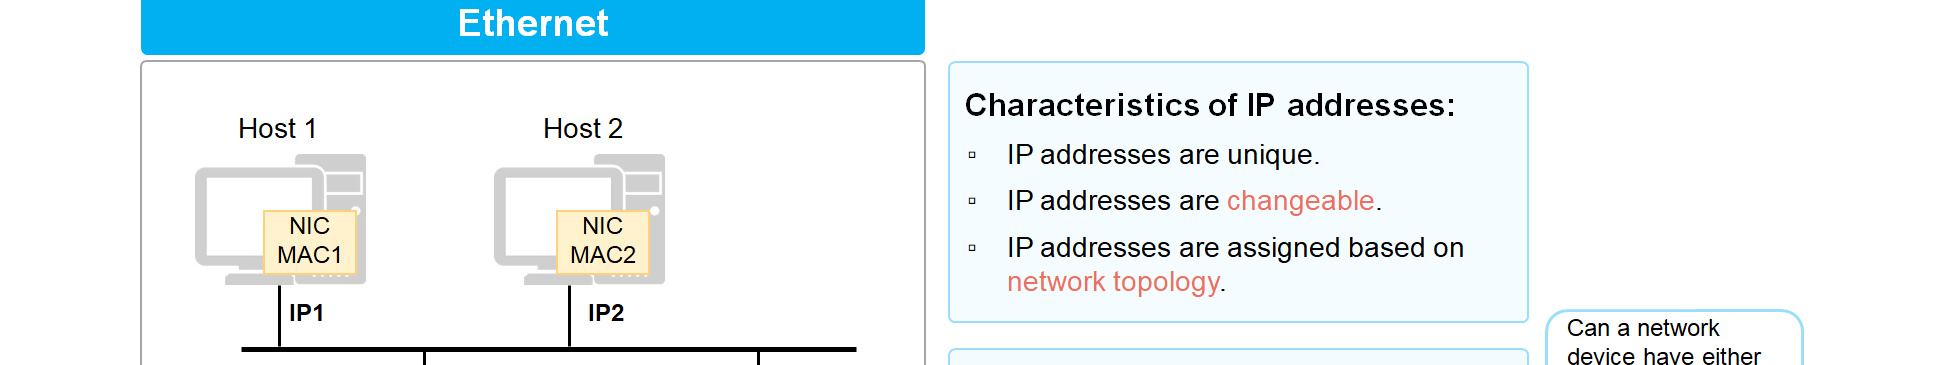 Ethernet
Host 1
Host 2
NIC
MAC1
NIC
MAC2
IP1
IP2
Characteristics of IP addresses:
▫ IP addresses are unique.
▫ IP addresses are changeable.
▫ IP addresses are assigned based on
network topology.
Can a network
device have either